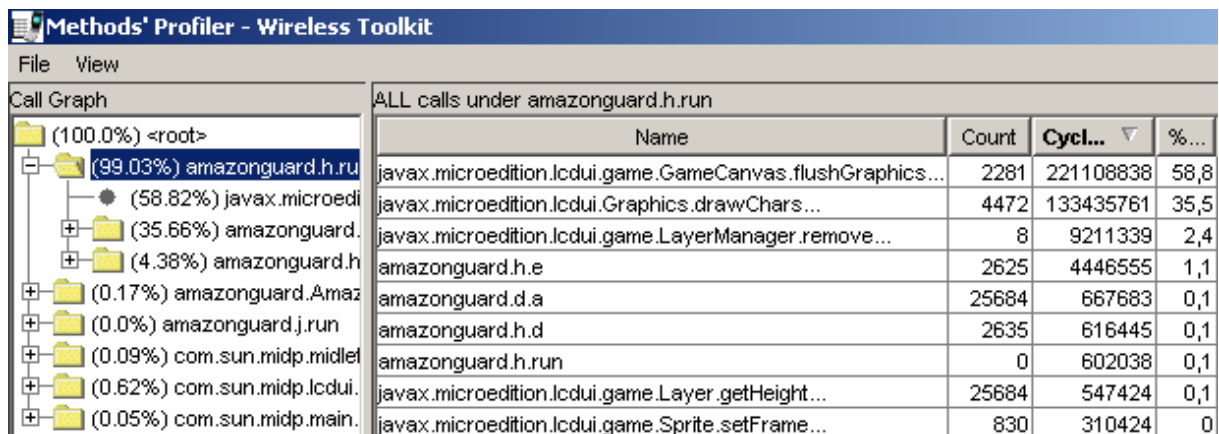 Methods' Profiler - Wireless Toolkit
File View
Call Graph
(100.0%) <root>
(99.03%) amazonguard.h.ru
(58.82%) javax.microedi
(35.66%) amazonguard.
(4.38%) amazonguard.h
(0.17%) amazonguard.Amaz
(0.0%) amazonguard.j.run
(0.09%) com.sun.midp.midlet
(0.62%) com.sun.midp.lcdui.
(0.05%) com.sun.midp.main.
ALL calls under amazonguard.h.run
Name Count Cycl... %...
javax.microedition.lcdui.game.GameCanvas.flushGraphics... 2281 221108838 58,8
javax.microedition.lcdui.Graphics.drawChars... 4472 133435761 35,5
javax.microedition.lcdui.game.LayerManager.remove... 8 9211339 2,4
amazonguard.h.e 2625 4446555 1,1
amazonguard.d.a 25684 667683 0,1
amazonguard.h.d 2635 616445 0,1
amazonguard.h.run 0 602038 0,1
javax.microedition.lcdui.game.Layer.getHeight... 25684 547424 0,1
javax.microedition.lcdui.game.Sprite.setFrame... 830 310424 0